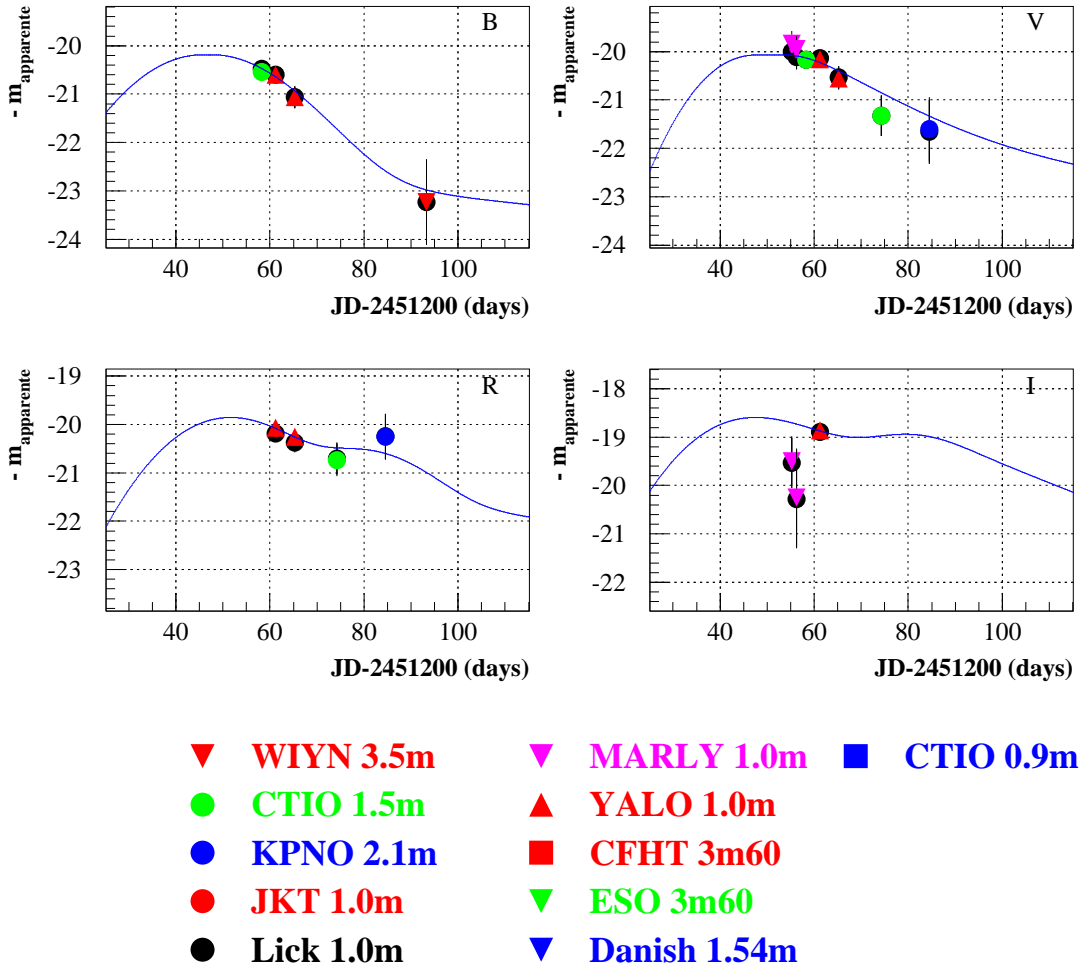 B
- m apparente
-20
-21
-22
-23
-24
40 60 80 100
JD-2451200 (days)
V
- m apparente
-20
-21
-22
-23
-24
40 60 80 100
JD-2451200 (days)
R
- m apparente
-19
-20
-21
-22
-23
40 60 80 100
JD-2451200 (days)
I
- m apparente
-18
-19
-20
-21
-22
40 60 80 100
JD-2451200 (days)
WIYN 3.5m
CTIO 1.5m
KPNO 2.1m
JKT 1.0m
Lick 1.0m
MARLY 1.0m
YALO 1.0m
CFHT 3m60
ESO 3m60
Danish 1.54m
CTIO 0.9m